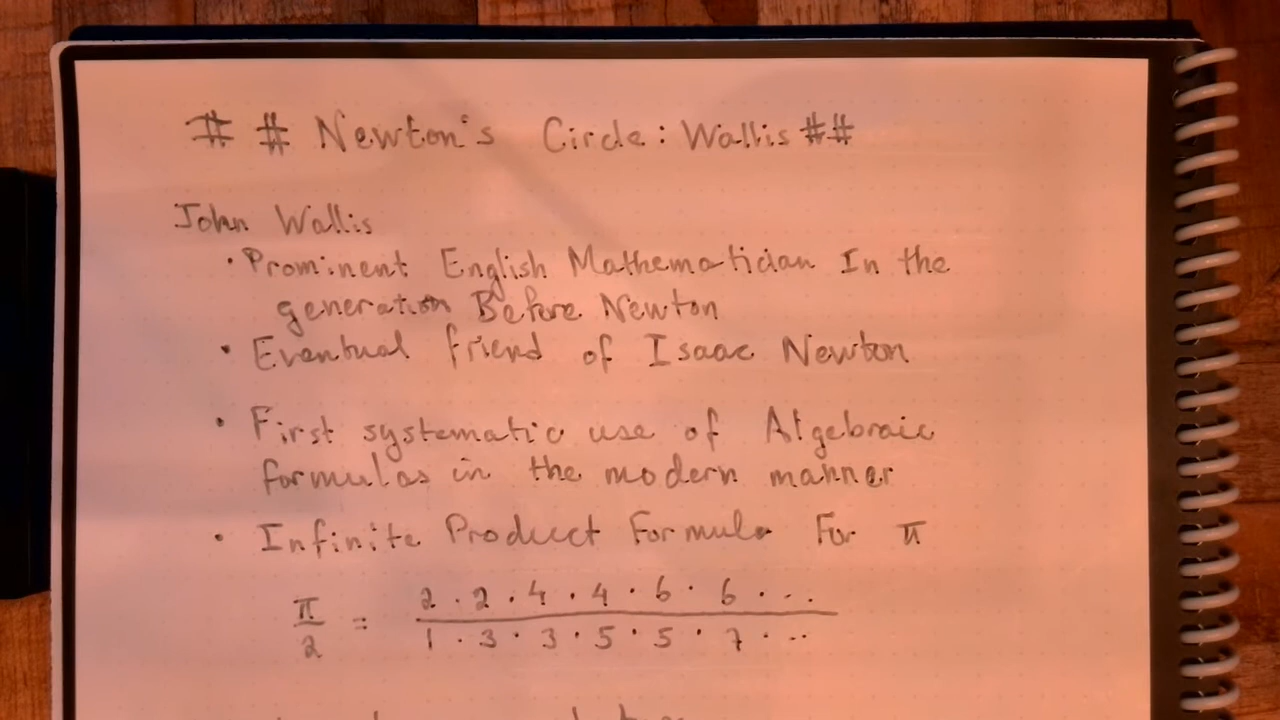 # # Newton's Circle: Wallis ##
John Wallis
• Prominent English Mathematician In the
generation Before Newton
• Eventual friend of Isaac Newton
• First systematic use of Algebraic
formulas in the modern manner
• Infinite Product Formula For π
π/2 = (2 · 2 · 4 · 4 · 6 · 6 · ...)/(1 · 3 · 3 · 5 · 5 · 7 · ...)